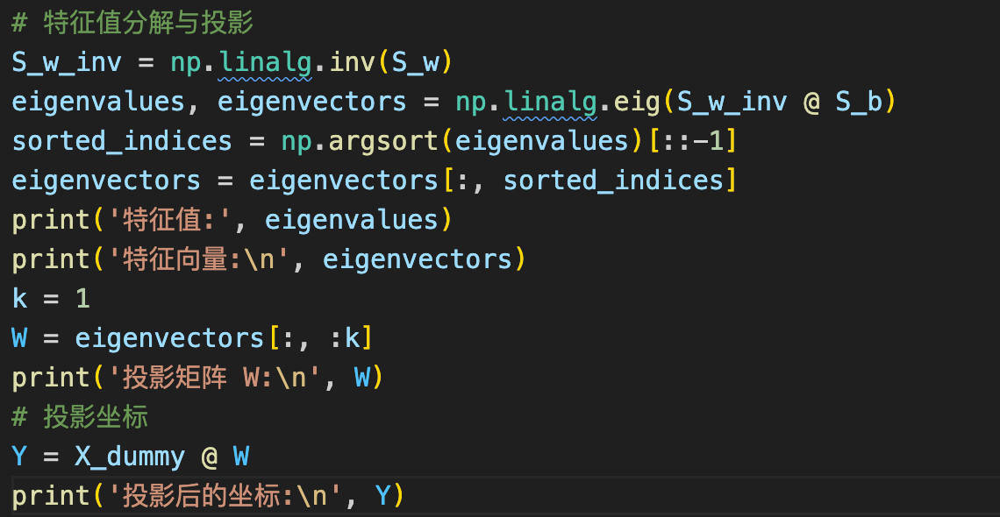 # 特征值分解与投影
S_w_inv = np.linalg.inv(S_w)
eigenvalues, eigenvectors = np.linalg.eig(S_w_inv @ S_b)
sorted_indices = np.argsort(eigenvalues)[::-1]
eigenvectors = eigenvectors[:, sorted_indices]
print('特征值:', eigenvalues)
print('特征向量:\n', eigenvectors)
k = 1
W = eigenvectors[:, :k]
print('投影矩阵 W:\n', W)
# 投影坐标
Y = X_dummy @ W
print('投影后的坐标:\n', Y)